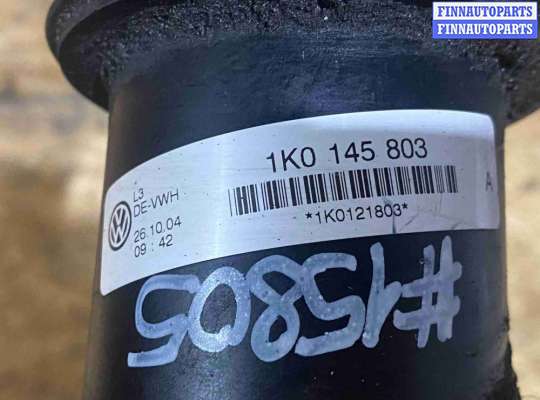 FINNAUTOPARTS
FINNAUTOPARTS
1K0 145 803
L3
DE-VWH
26.10.04
09 : 42
A
*1K0121803*
#15805